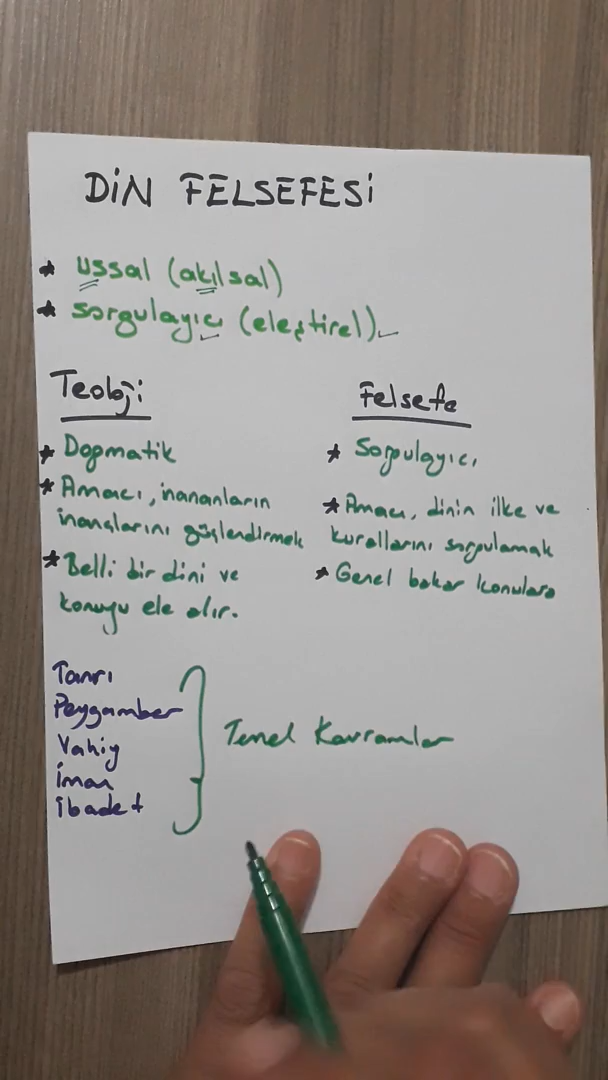 DİN FELSEFESİ
* ussal (akılsal)
* sorgulayıcı (eleştirel)
Teoloji
* Dogmatik
* Amacı, inananların
inançlarını güçlendirmek
* Belli bir dini ve
konuyu ele alır.
Felsefe
* Sorgulayıcı
* Amacı, dinin ilke ve
kurallarını sorgulamak
* Genel bakar konulara
Tanrı
Peygamber
Vahiy
İman
İbadet
Temel Kavramlar